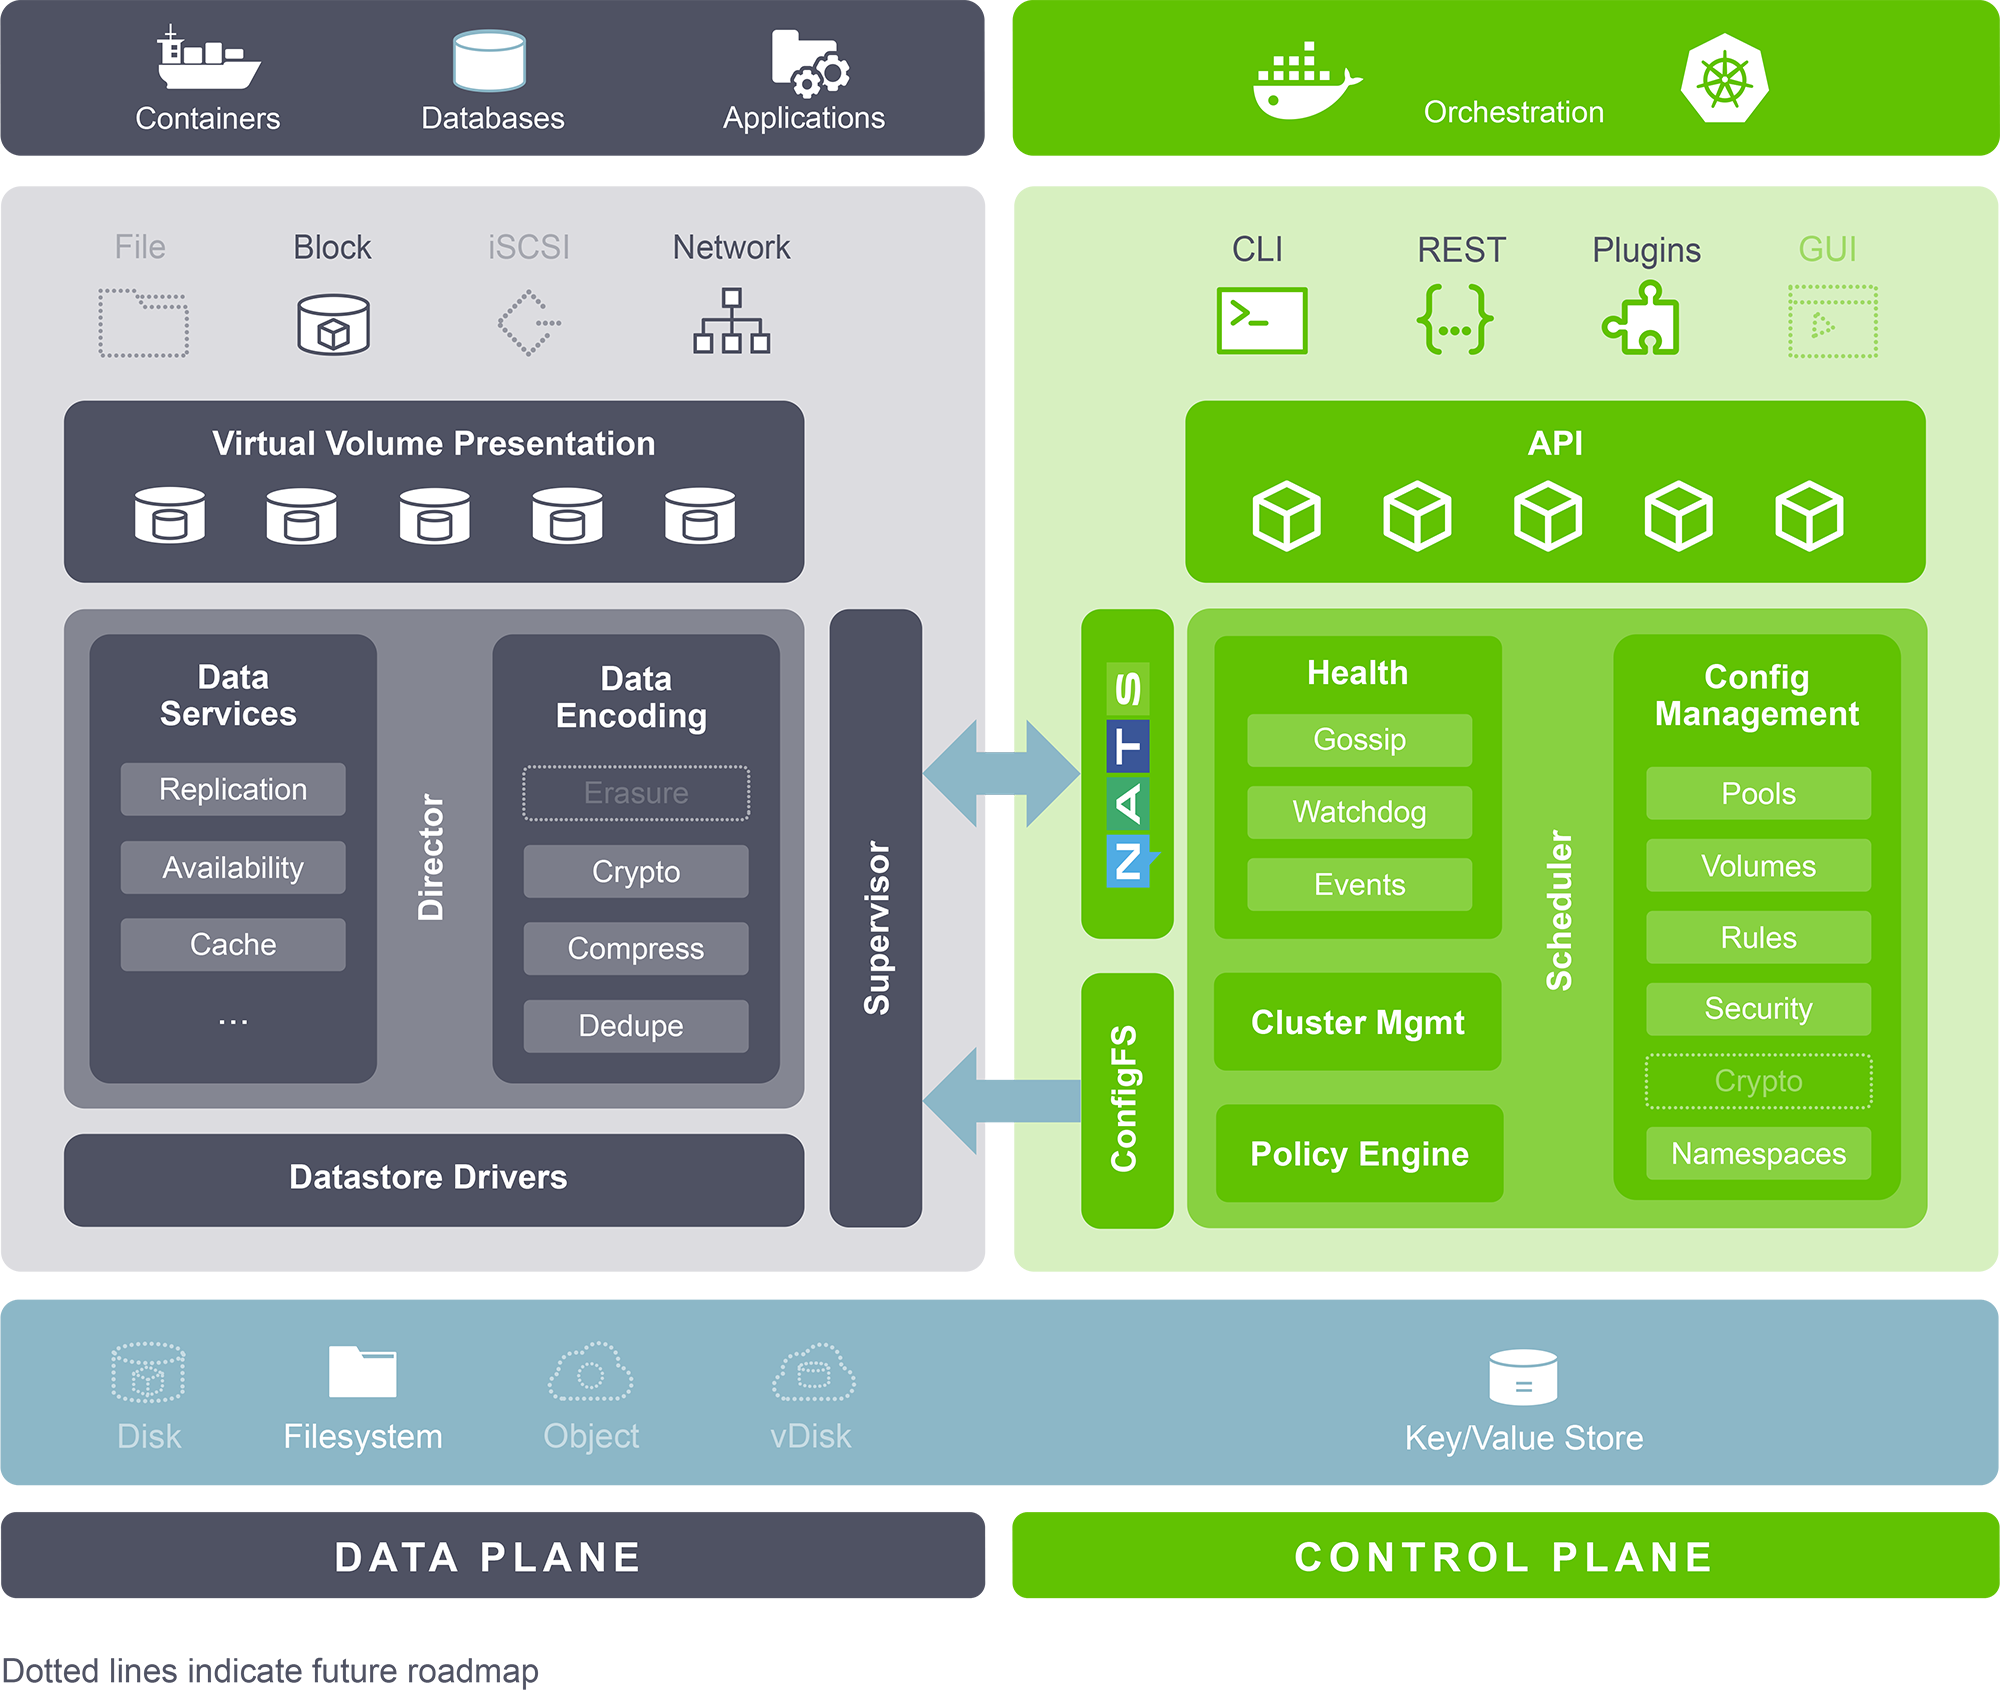 Containers
Databases
Applications
Orchestration
File
Block
iSCSI
Network
CLI
REST
Plugins
GUI
Virtual Volume Presentation
API
Data
Services
Replication
Availability
Cache
...
Director
Data
Encoding
Erasure
Crypto
Compress
Dedupe
Supervisor
Datastore Drivers
NATS
ConfigFS
Health
Gossip
Watchdog
Events
Cluster Mgmt
Policy Engine
Scheduler
Config
Management
Pools
Volumes
Rules
Security
Crypto
Namespaces
Disk
Filesystem
Object
vDisk
Key/Value Store
DATA PLANE
CONTROL PLANE
Dotted lines indicate future roadmap